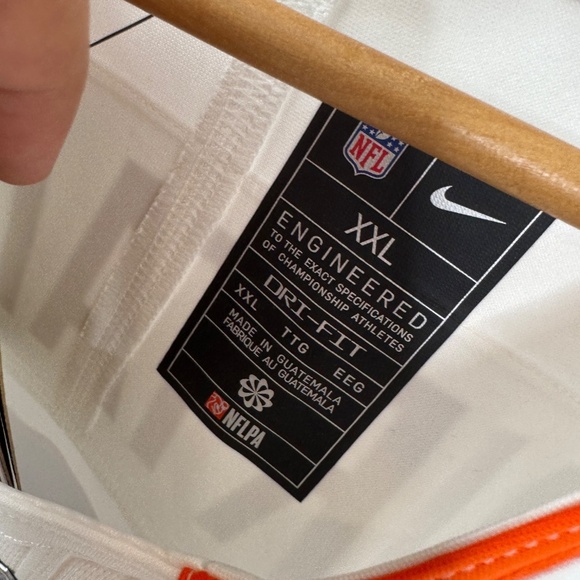 NFL
XXL
ENGINEERED
TO THE EXACT SPECIFICATIONS
OF CHAMPIONSHIP ATHLETES
DRI-FIT
XXL TTG EEG
MADE IN GUATEMALA
FABRIQUE AU GUATEMALA
NFLPA